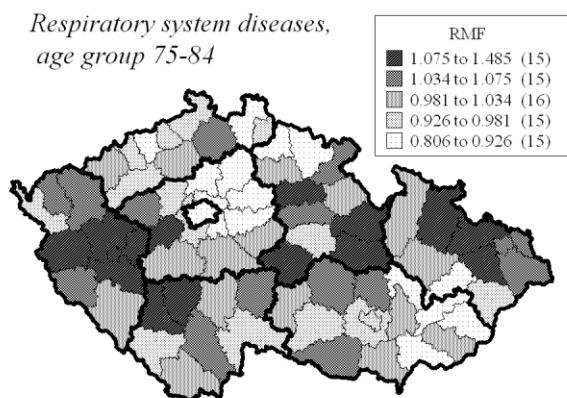 Respiratory system diseases,
age group 75-84
RMF
1.075 to 1.485 (15)
1.034 to 1.075 (15)
0.981 to 1.034 (16)
0.926 to 0.981 (15)
0.806 to 0.926 (15)